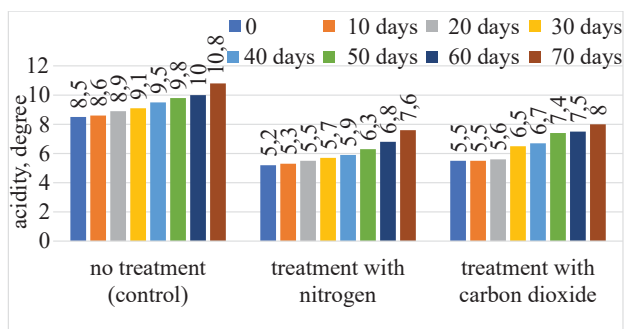 0 10 days 20 days 30 days
40 days 50 days 60 days 70 days
acidity, degree
12
10
8
6
4
2
0
8,5 8,6 8,9 9,1 9,5 9,8 10 10,8
5,2 5,3 5,5 5,7 5,9 6,3 6,8 7,6
5,5 5,5 5,6 6,5 6,7 7,4 7,5 8
no treatment
(control)
treatment with
nitrogen
treatment with
carbon dioxide